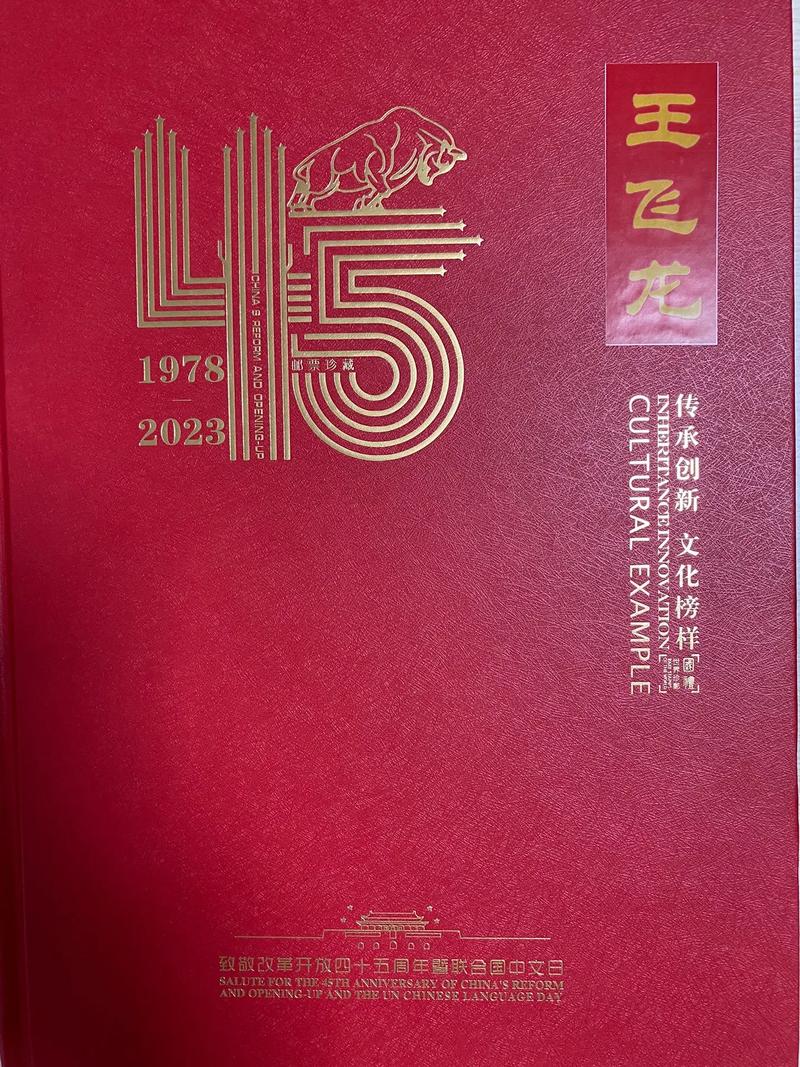 王飞龙
CHINA'S REFORM AND OPENING-UP
邮票珍藏
1978
—
2023
传承创新 文化榜样
INHERITANCE INNOVATION
CULTURAL EXAMPLE
國禮
致敬改革开放四十五周年暨联合国中文日
SALUTE FOR THE 45TH ANNIVERSARY OF CHINA'S REFORM
AND OPENING-UP AND THE UN CHINESE LANGUAGE DAY
45